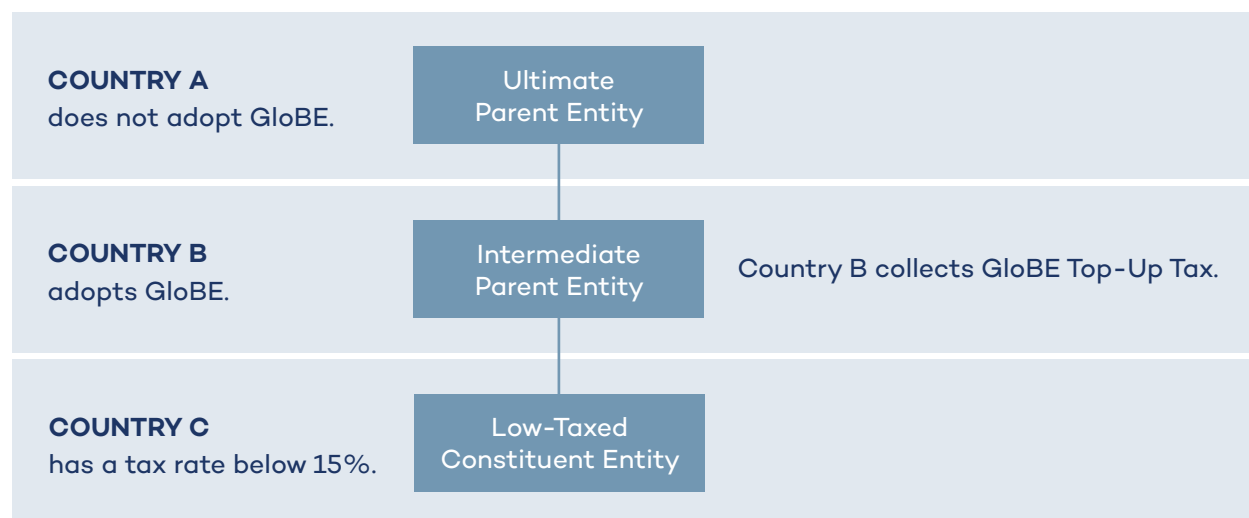 COUNTRY A
does not adopt GloBE.
Ultimate
Parent Entity
COUNTRY B
adopts GloBE.
Intermediate
Parent Entity
Country B collects GloBE Top-Up Tax.
COUNTRY C
has a tax rate below 15%.
Low-Taxed
Constituent Entity